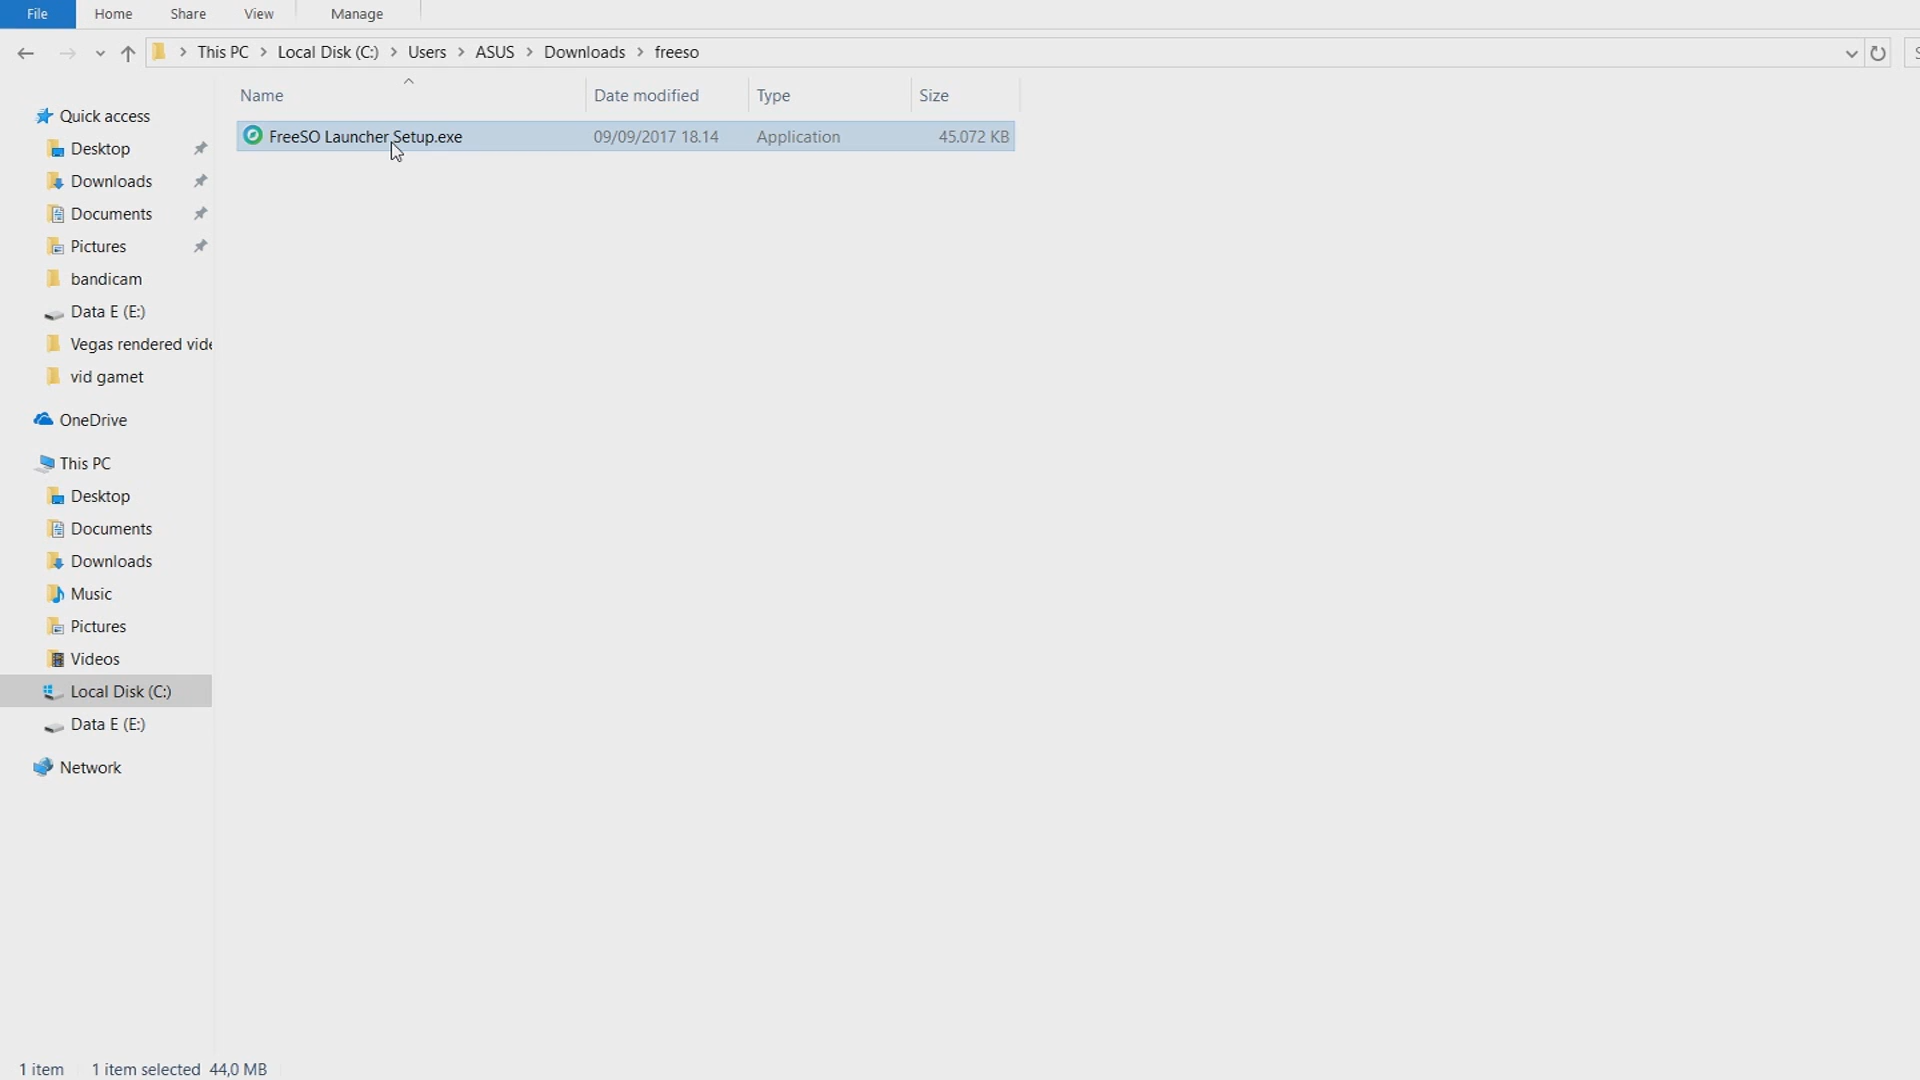 File Home Share View Manage
This PC Local Disk (C:) Users ASUS Downloads freeso
Name Date modified Type Size
FreeSO Launcher Setup.exe 09/09/2017 18.14 Application 45.072 KB
Quick access
Desktop
Downloads
Documents
Pictures
bandicam
Data E (E:)
Vegas rendered vide
vid gamet
OneDrive
This PC
Desktop
Documents
Downloads
Music
Pictures
Videos
Local Disk (C:)
Data E (E:)
Network
1 item 1 item selected 44,0 MB